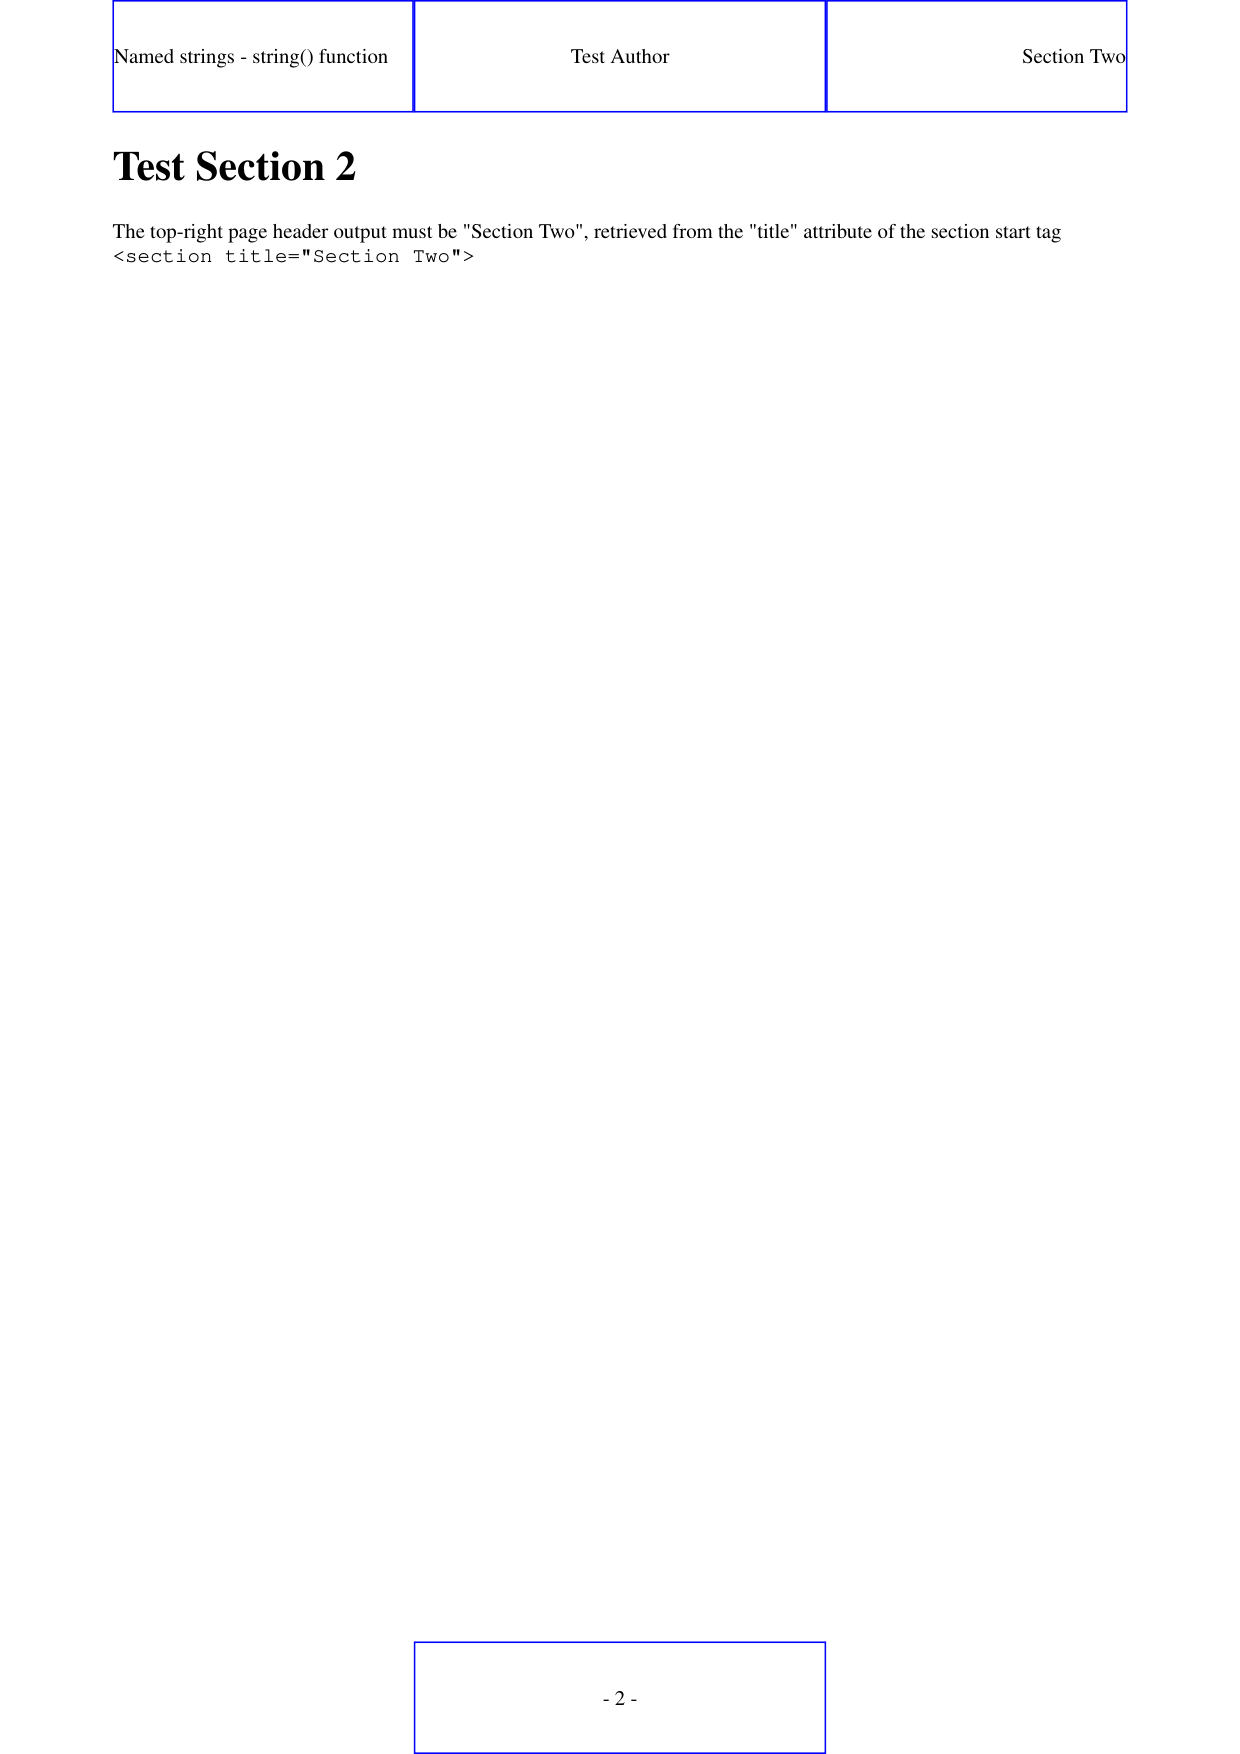 Named strings - string() function
Test Author
Section Two
Test Section 2
The top-right page header output must be "Section Two", retrieved from the "title" attribute of the section start tag
<section title="Section Two">
- 2 -